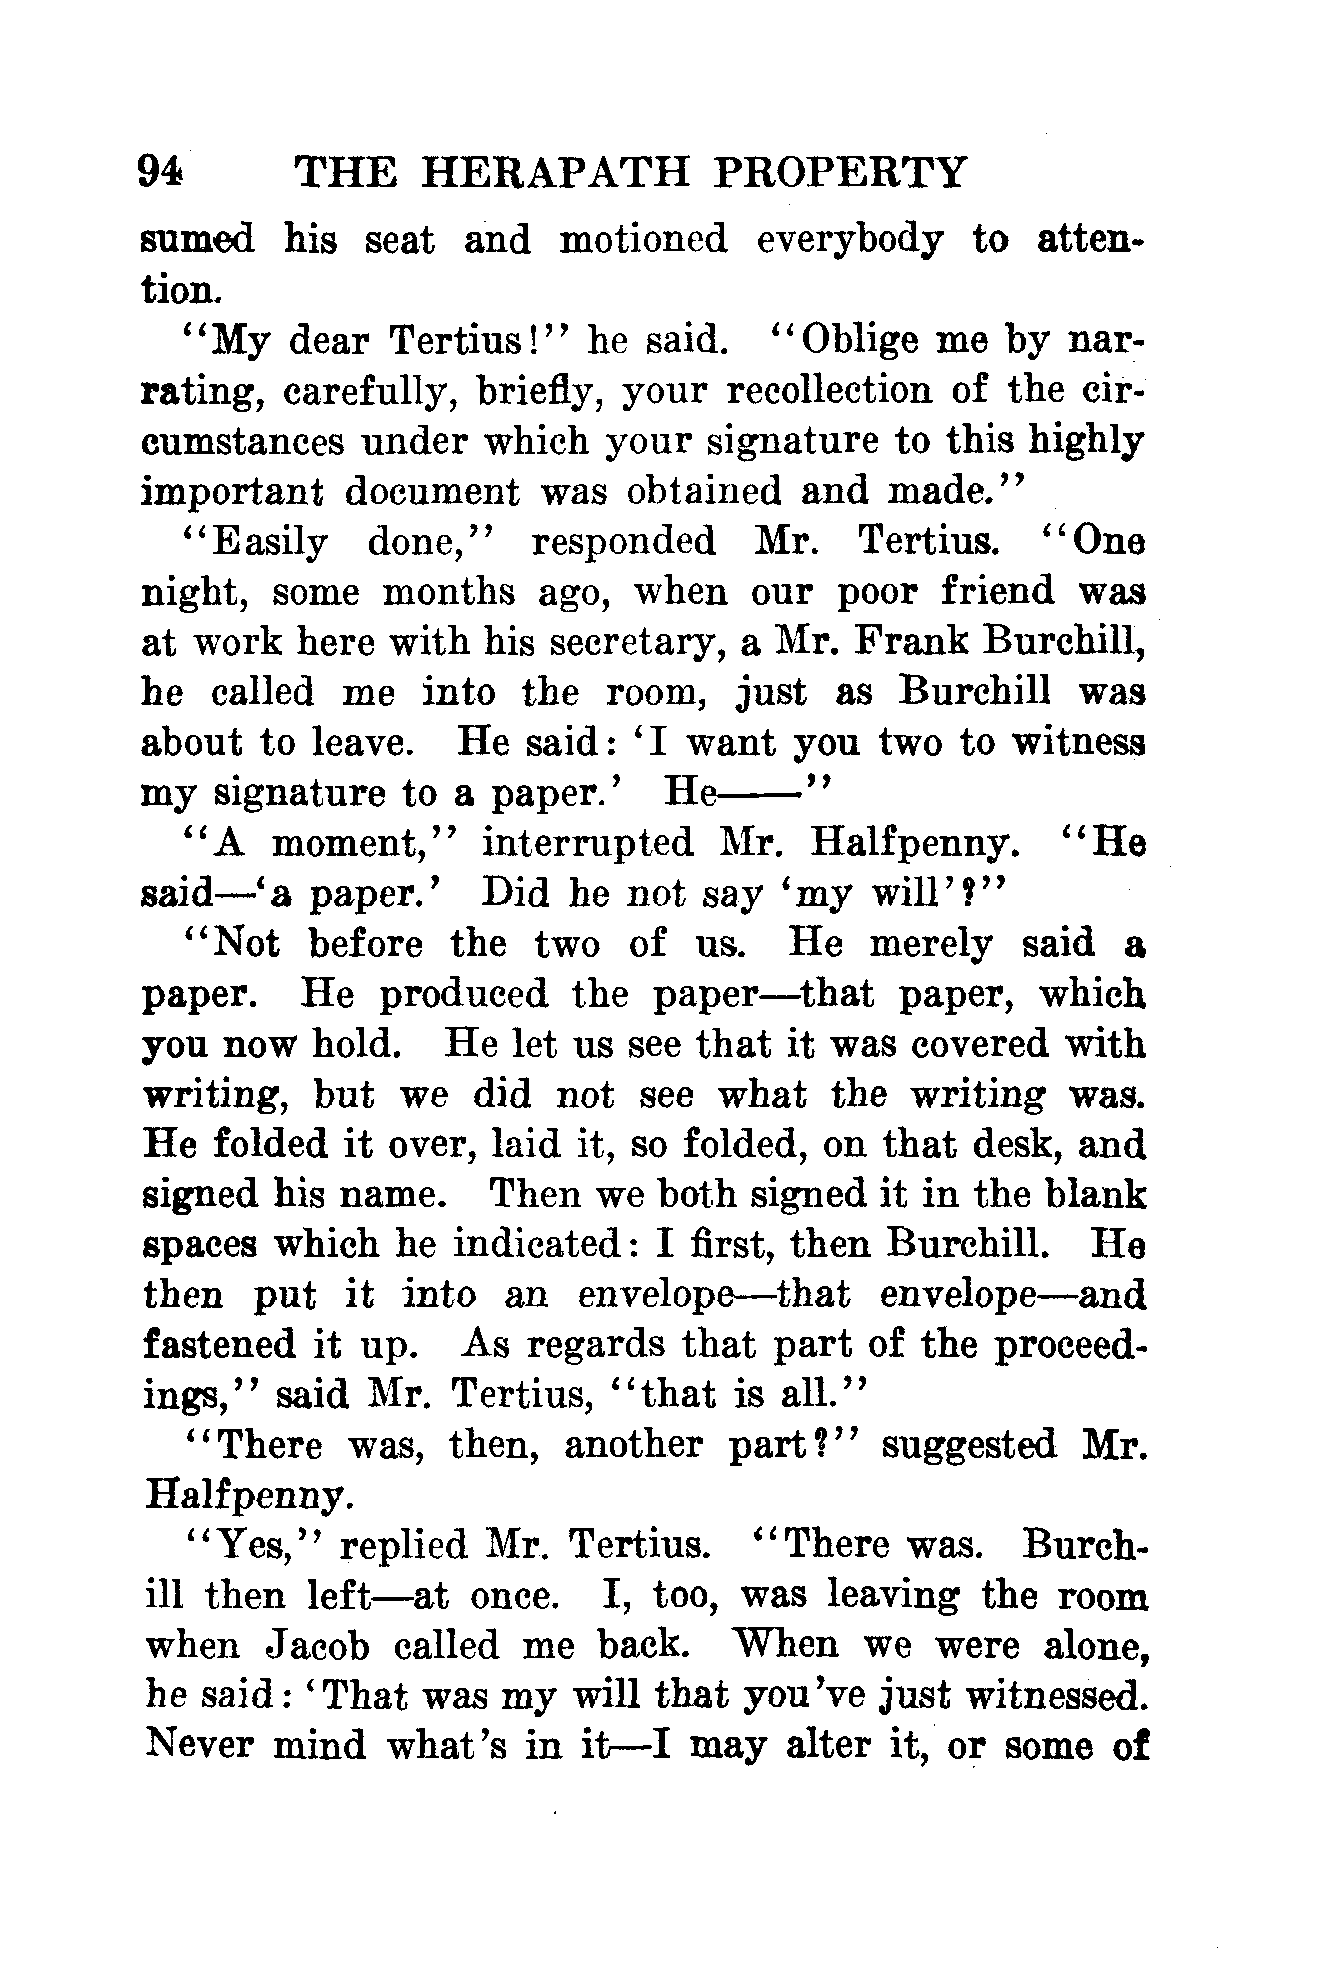 94 THE HERAPATH PROPERTY
sumed his seat and motioned everybody to atten-
tion.
“My dear Tertius!” he said. “Oblige me by nar-
rating, carefully, briefly, your recollection of the cir-
cumstances under which your signature to this highly
important document was obtained and made.”
“Easily done,” responded Mr. Tertius. “One
night, some months ago, when our poor friend was
at work here with his secretary, a Mr. Frank Burchill,
he called me into the room, just as Burchill was
about to leave. He said: ‘I want you two to witness
my signature to a paper.’ He——”
“A moment,” interrupted Mr. Halfpenny. “He
said—‘a paper.’ Did he not say ‘my will’?”
“Not before the two of us. He merely said a
paper. He produced the paper—that paper, which
you now hold. He let us see that it was covered with
writing, but we did not see what the writing was.
He folded it over, laid it, so folded, on that desk, and
signed his name. Then we both signed it in the blank
spaces which he indicated: I first, then Burchill. He
then put it into an envelope—that envelope—and
fastened it up. As regards that part of the proceed-
ings,” said Mr. Tertius, “that is all.”
“There was, then, another part?” suggested Mr.
Halfpenny.
“Yes,” replied Mr. Tertius. “There was. Burch-
ill then left—at once. I, too, was leaving the room
when Jacob called me back. When we were alone,
he said: ‘That was my will that you’ve just witnessed.
Never mind what’s in it—I may alter it, or some of